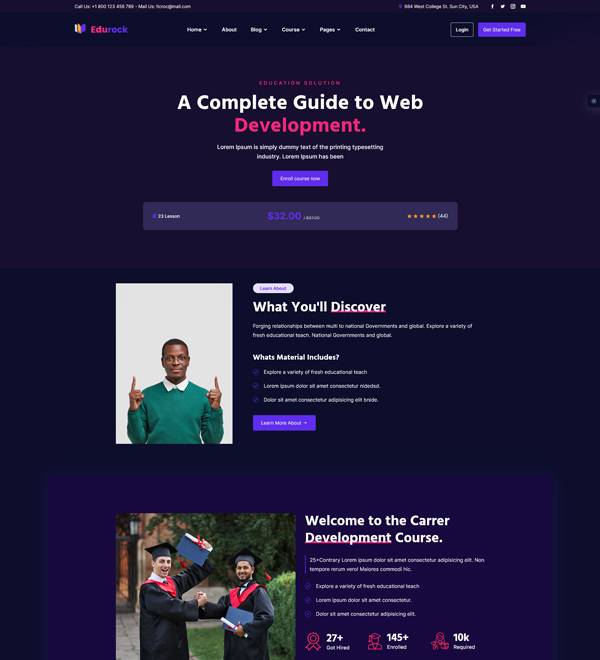 Call Us: +1 800 123 456 789 - Mail Us: Itcroc@mail.com
684 West College St. Sun City, USA
Edurock
Home
About
Blog
Course
Pages
Contact
Login
Get Started Free
EDUCATION SOLUTION
A Complete Guide to Web
Development.
Lorem Ipsum is simply dummy text of the printing typesetting
industry. Lorem Ipsum has been
Enroll course now
23 Lesson
$32.00
(44)
Learn About
What You'll Discover
Forging relationships between multi to national Governments and global. Explore a variety of
fresh educational teach. National Governments and global.
Whats Material Includes?
Explore a variety of fresh educational teach
Lorem ipsum dolor sit amet consectetur nidedsd.
Dolor sit amet consectetur adipisicing elit bnide.
Learn More About →
Welcome to the Carrer
Development Course.
25+Contrary Lorem ipsum dolor sit amet consectetur adipisicing elit. Non
tempore rerum vero! Maiores commodi hic.
Explore a variety of fresh educational teach
Lorem ipsum dolor sit amet consectetur.
Dolor sit amet consectetur adipisicing elit.
27+
Got Hired
145+
Enrolled
10k
Required